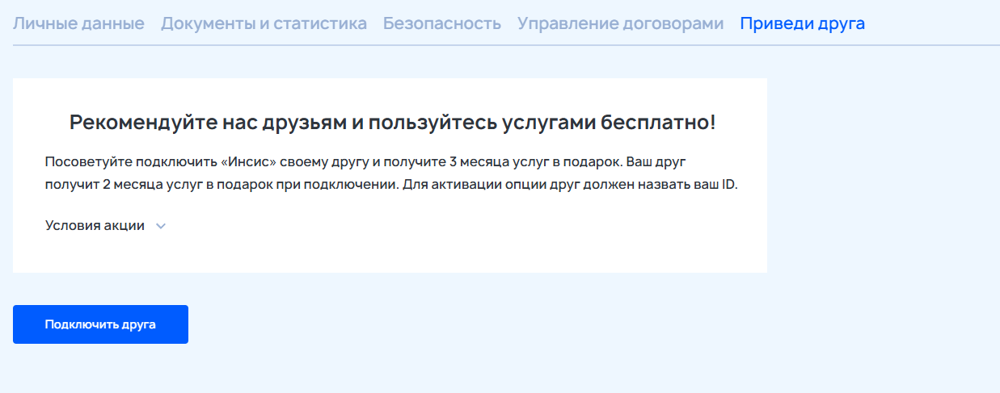 Личные данные Документы и статистика Безопасность Управление договорами Приведи друга
Рекомендуйте нас друзьям и пользуйтесь услугами бесплатно!
Посоветуйте подключить «Инсис» своему другу и получите 3 месяца услуг в подарок. Ваш друг
получит 2 месяца услуг в подарок при подключении. Для активации опции друг должен назвать ваш ID.
Условия акции
Подключить друга